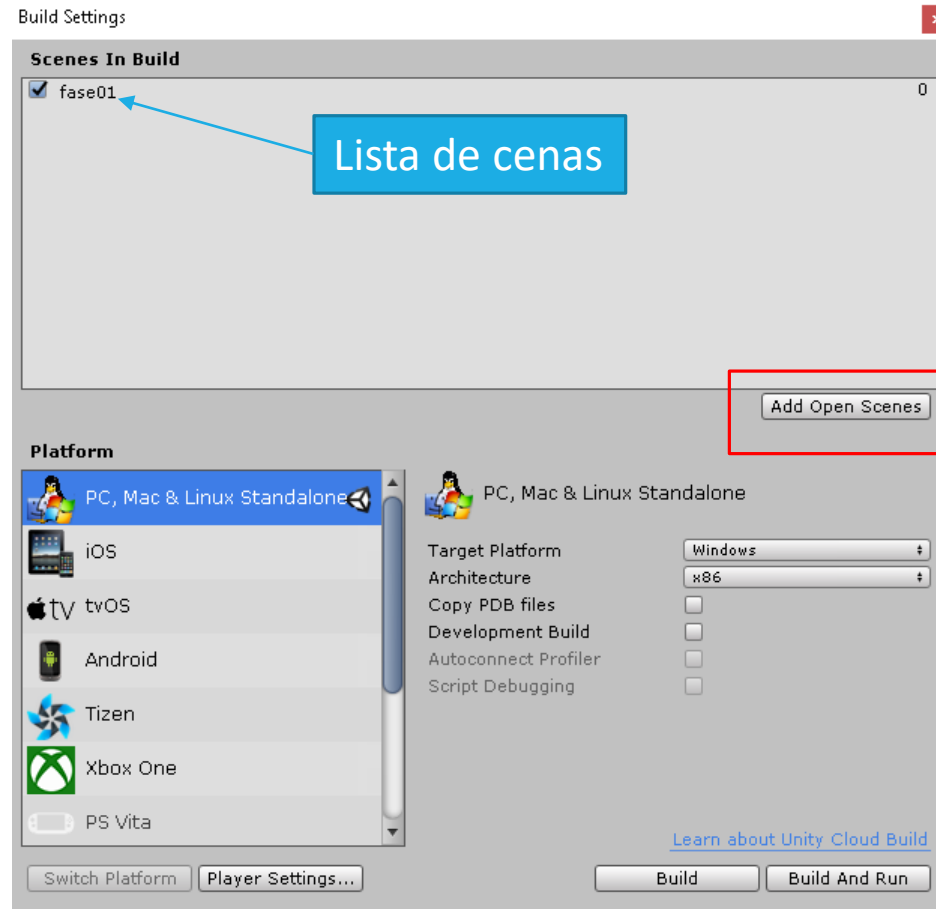 Build Settings
Scenes In Build
fase01 0
Lista de cenas
Add Open Scenes
Platform
PC, Mac & Linux Standalone
iOS
tv tvOS
Android
Tizen
Xbox One
PS Vita
PC, Mac & Linux Standalone
Target Platform Windows
Architecture x86
Copy PDB files
Development Build
Autoconnect Profiler
Script Debugging
Learn about Unity Cloud Build
Switch Platform Player Settings... Build Build And Run